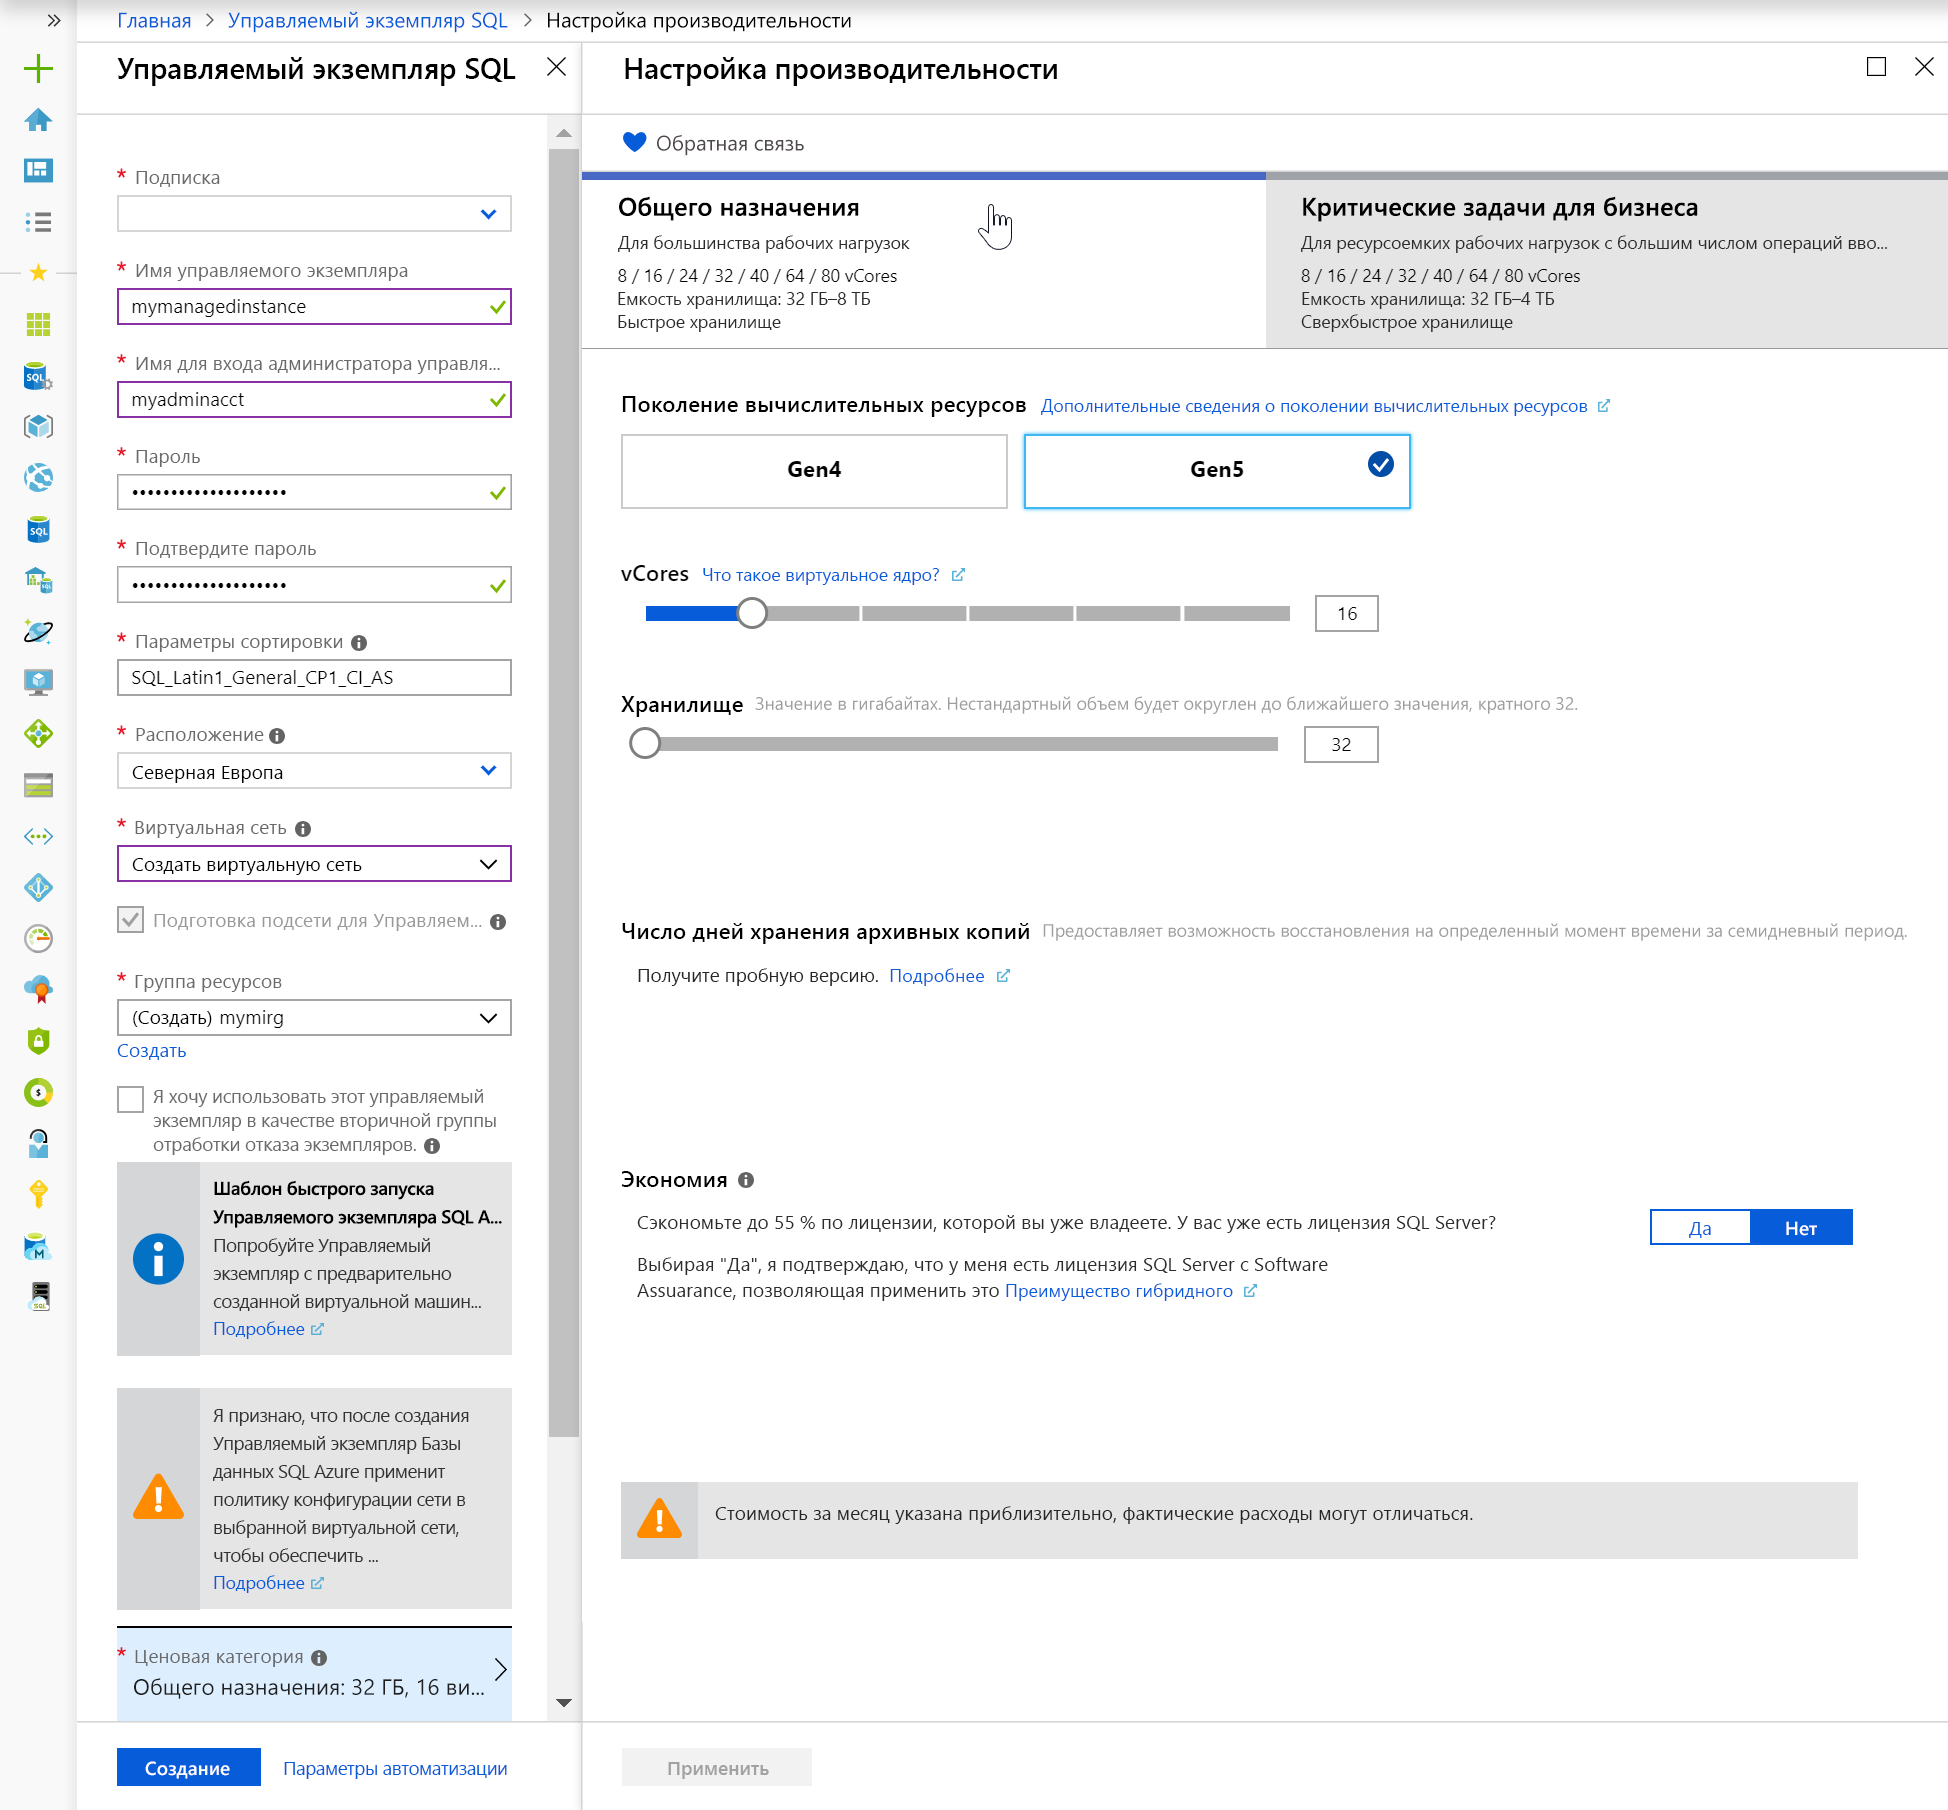 Главная > Управляемый экземпляр SQL > Настройка производительности
Управляемый экземпляр SQL
* Подписка
* Имя управляемого экземпляра
mymanagedinstance
* Имя для входа администратора управля...
myadminacct
* Пароль
••••••••••••••••••••
* Подтвердите пароль
••••••••••••••••••••
* Параметры сортировки
SQL_Latin1_General_CP1_CI_AS
* Расположение
Северная Европа
* Виртуальная сеть
Создать виртуальную сеть
Подготовка подсети для Управляем...
* Группа ресурсов
(Создать) mymirg
Создать
Я хочу использовать этот управляемый
экземпляр в качестве вторичной группы
отработки отказа экземпляров.
Шаблон быстрого запуска
Управляемого экземпляра SQL A...
Попробуйте Управляемый
экземпляр с предварительно
созданной виртуальной машин...
Подробнее
Я признаю, что после создания
Управляемый экземпляр Базы
данных SQL Azure применит
политику конфигурации сети в
выбранной виртуальной сети,
чтобы обеспечить ...
Подробнее
* Ценовая категория
Общего назначения: 32 ГБ, 16 ви...
Создание
Параметры автоматизации
Настройка производительности
Обратная связь
Общего назначения
Для большинства рабочих нагрузок
8 / 16 / 24 / 32 / 40 / 64 / 80 vCores
Емкость хранилища: 32 ГБ–8 ТБ
Быстрое хранилище
Критические задачи для бизнеса
Для ресурсоемких рабочих нагрузок с большим числом операций вво...
8 / 16 / 24 / 32 / 40 / 64 / 80 vCores
Емкость хранилища: 32 ГБ–4 ТБ
Сверхбыстрое хранилище
Поколение вычислительных ресурсов Дополнительные сведения о поколении вычислительных ресурсов
Gen4
Gen5
vCores Что такое виртуальное ядро?
16
Хранилище Значение в гигабайтах. Нестандартный объем будет округлен до ближайшего значения, кратного 32.
32
Число дней хранения архивных копий Предоставляет возможность восстановления на определенный момент времени за семидневный период.
Получите пробную версию. Подробнее
Экономия
Сэкономьте до 55 % по лицензии, которой вы уже владеете. У вас уже есть лицензия SQL Server?
Да
Нет
Выбирая "Да", я подтверждаю, что у меня есть лицензия SQL Server с Software
Assuarance, позволяющая применить это Преимущество гибридного
Стоимость за месяц указана приблизительно, фактические расходы могут отличаться.
Применить
SQL
SQL
SQL
M
SQL